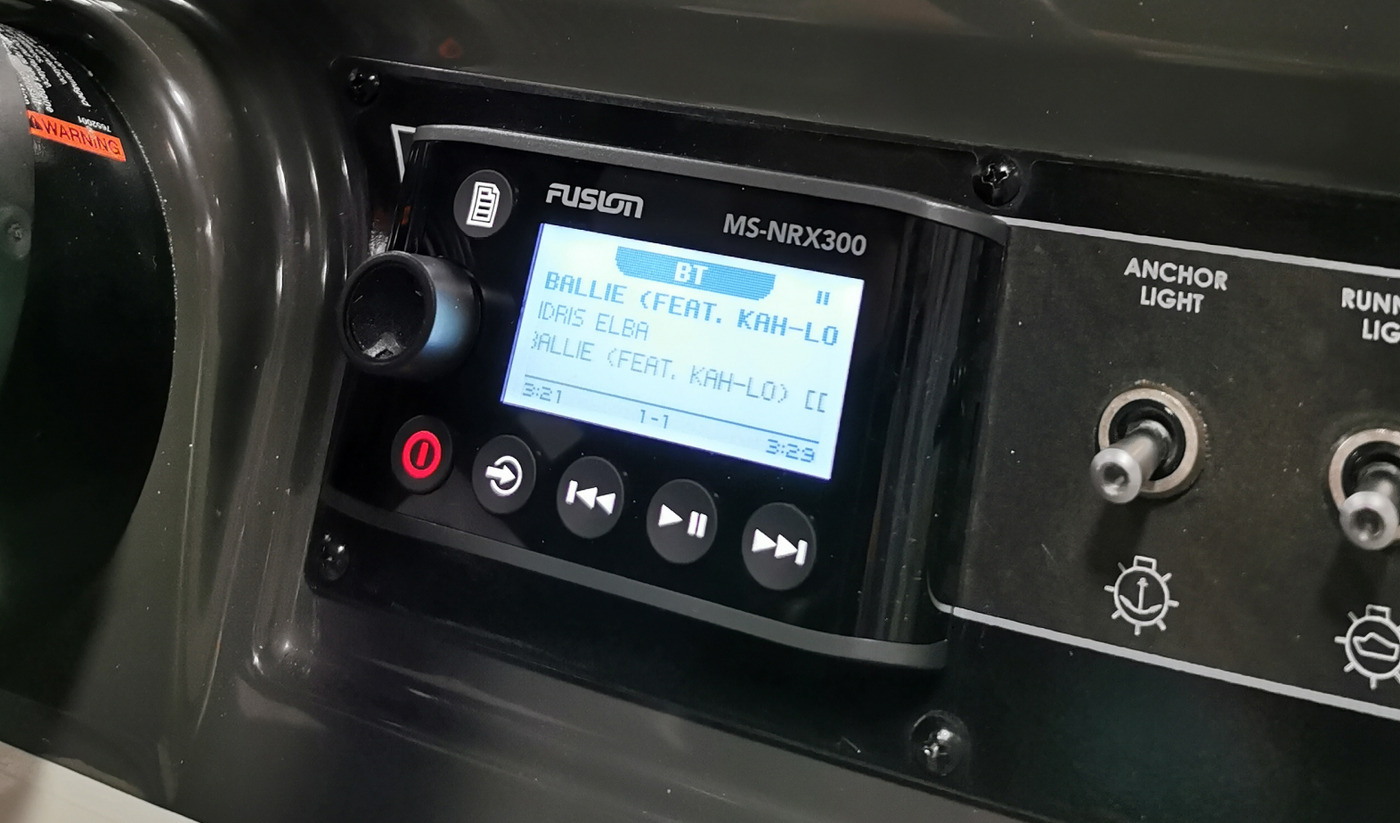 7652001
WARNING
FUSION
MS-NRX300
BT
BALLIE (FEAT. KAH-LO
IDRIS ELBA
BALLIE (FEAT. KAH-LO) [
3:21
1-1
3:29
ANCHOR
LIGHT